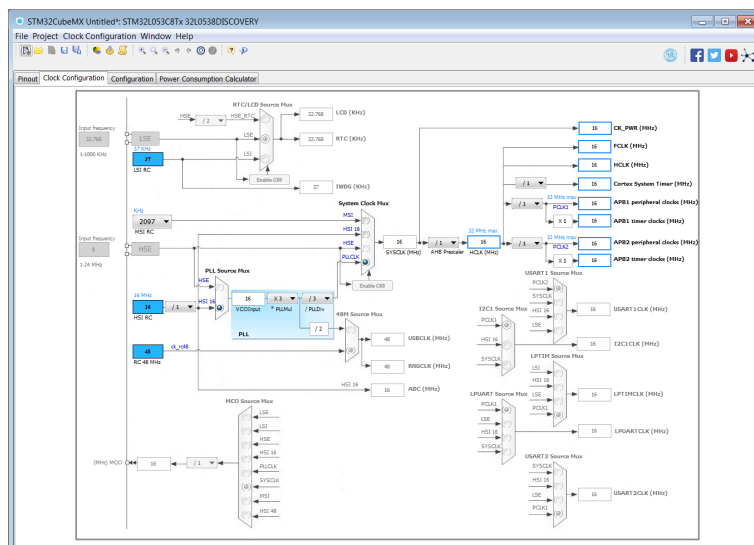 STM32CubeMX Untitled*: STM32L053C8Tx 32L0538DISCOVERY
File Project Clock Configuration Window Help
Pinout Clock Configuration Configuration Power Consumption Calculator
RTC/LCD Source Mux
HSE / 2 HSE_RTC 32.768 LCD (KHz)
Input frequency
32.768 LSE LSE 32.768 RTC (KHz)
1-1000 KHz
37 KHz
37 LSI
LSI RC
Enable CSS
37 IWDG (KHz)
16 CK_PWR (MHz)
16 FCLK (MHz)
16 HCLK (MHz)
/ 1 16 Cortex System Timer (MHz)
32 MHz max
/ 1 PCLK1 16 APB1 peripheral clocks (MHz)
X 1 16 APB1 timer clocks (MHz)
32 MHz max
/ 1 PCLK2 16 APB2 peripheral clocks (MHz)
X 1 16 APB2 timer clocks (MHz)
System Clock Mux
KHz
2097
MSI RC
MSI
HSI 16
HSE
PLLCLK
32 MHz max
16 / 1 16
SYSCLK (MHz) AHB Prescaler HCLK (MHz)
Enable CSS
Input frequency
8 HSE
1-24 MHz
PLL Source Mux
HSE
HSI 16
16 MHz
16 / 1
HSI RC
16 X 3 / 3
VCOInput * PLLMul / PLLDiv
/ 2
PLL
48M Source Mux
48 USBCLK (MHz)
48 RNGCLK (MHz)
48 ck_rc48
RC 48 MHz
HSI 16
16 ADC (MHz)
USART1 Source Mux
PCLK2
SYSCLK
HSI 16
LSE
16 USART1CLK (MHz)
I2C1 Source Mux
PCLK1
HSI 16
SYSCLK
16 I2C1CLK (MHz)
LPTIM Source Mux
LSI
HSI 16
LSE
PCLK1
16 LPTIMCLK (MHz)
LPUART Source Mux
PCLK1
LSE
HSI 16
SYSCLK
16 LPUARTCLK (MHz)
USART2 Source Mux
SYSCLK
HSI 16
LSE
PCLK1
16 USART2CLK (MHz)
MCO Source Mux
LSE
LSI
HSE
HSI 16
PLLCLK
SYSCLK
MSI
HSI 48
(MHz) MCO 16 / 1